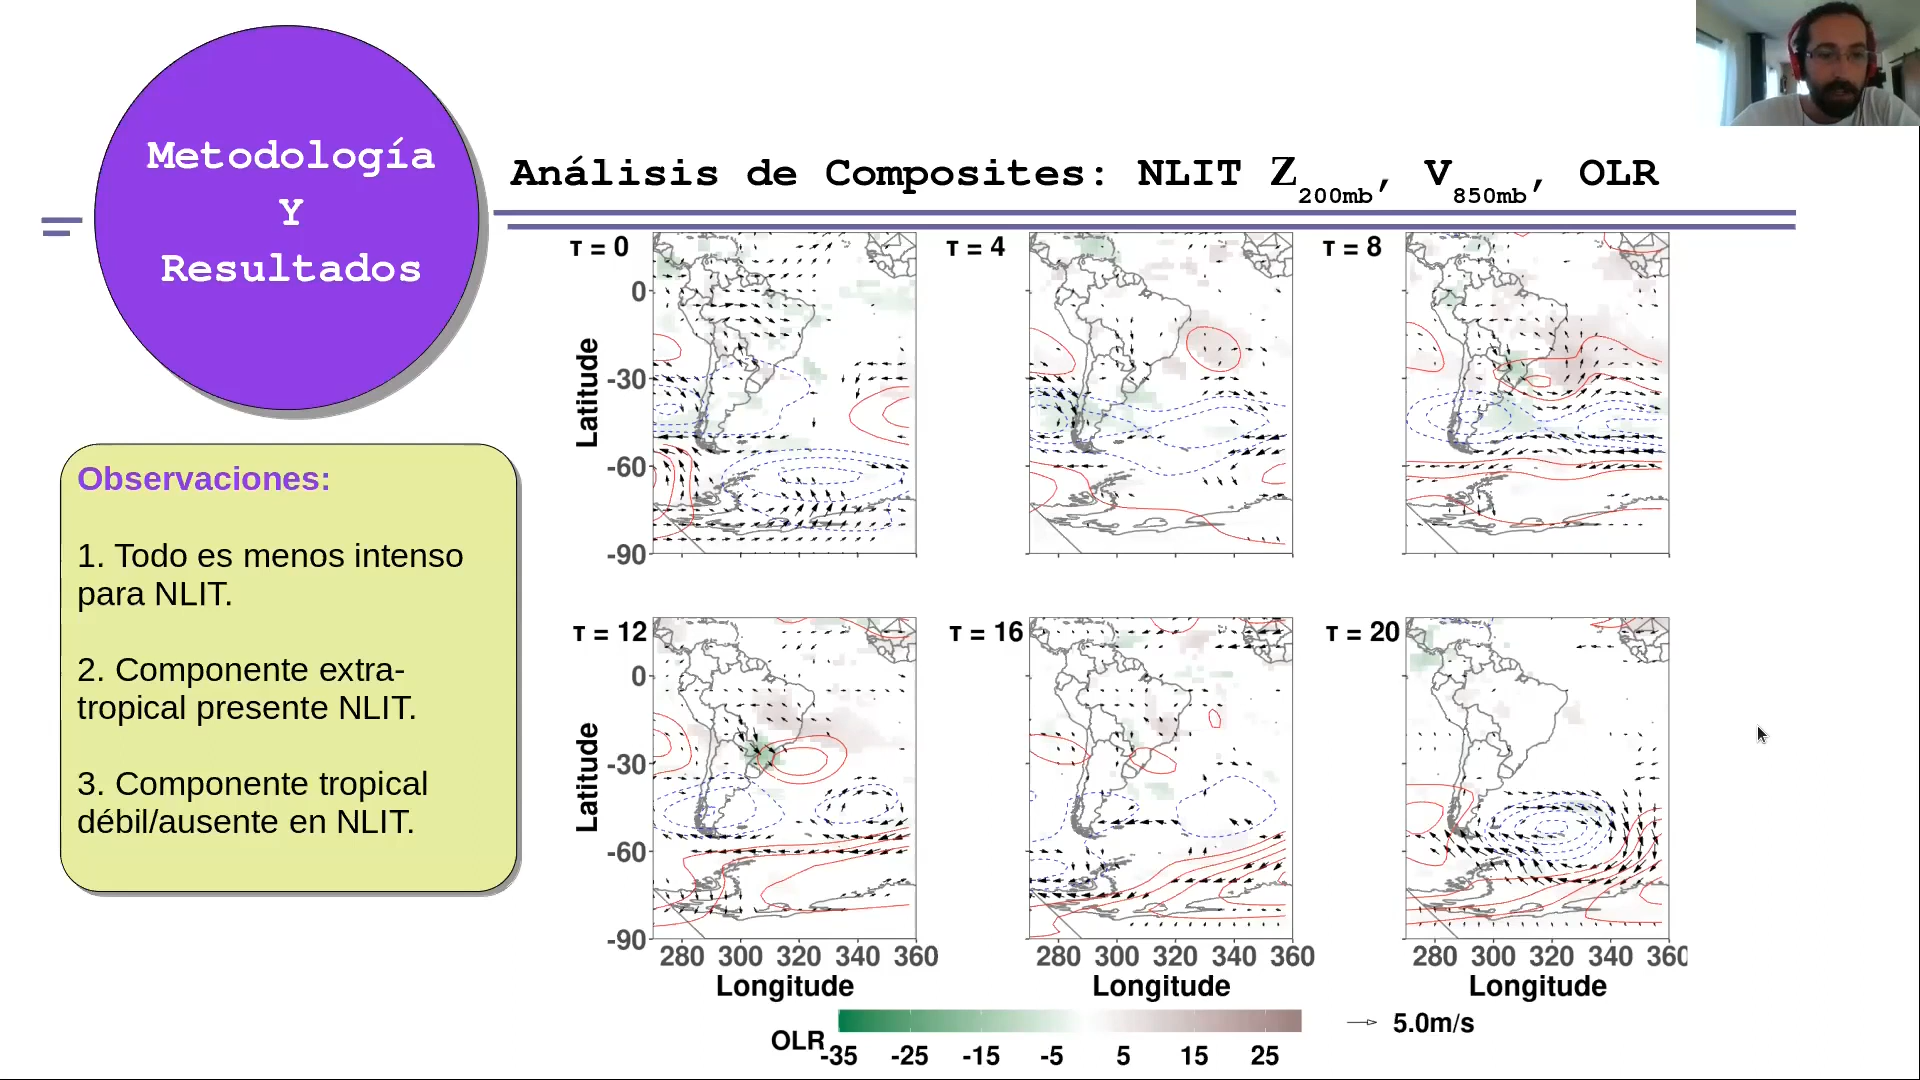 Metodología
Y
Resultados
Análisis de Composites: NLIT Z200mb, V850mb, OLR
Observaciones:
1. Todo es menos intenso
para NLIT.
2. Componente extra-
tropical presente NLIT.
3. Componente tropical
débil/ausente en NLIT.
τ = 0
τ = 4
τ = 8
0
-30
-60
-90
Latitude
τ = 12
τ = 16
τ = 20
0
-30
-60
-90
Latitude
280 300 320 340 360
280 300 320 340 360
280 300 320 340 360
Longitude
Longitude
Longitude
OLR
-35 -25 -15 -5 5 15 25
5.0m/s